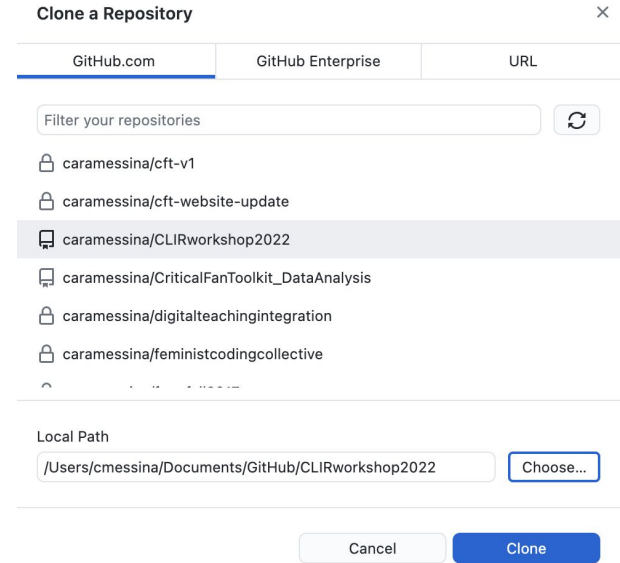 Clone a Repository
GitHub.com GitHub Enterprise URL
Filter your repositories
caramessina/cft-v1
caramessina/cft-website-update
caramessina/CLIRworkshop2022
caramessina/CriticalFanToolkit_DataAnalysis
caramessina/digitalteachingintegration
caramessina/feministcodingcollective
Local Path
/Users/cmessina/Documents/GitHub/CLIRworkshop2022 Choose...
Cancel Clone